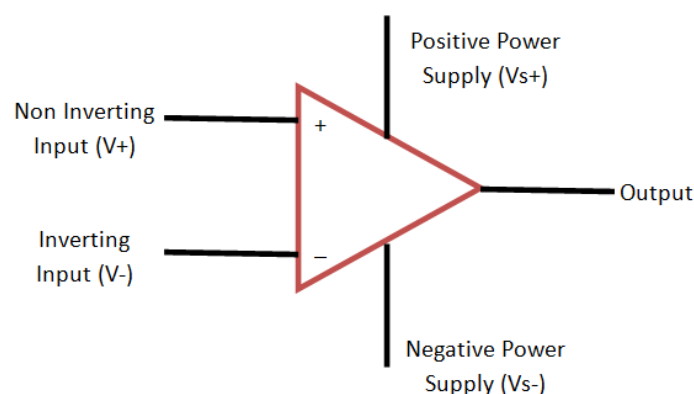 Positive Power
Supply (Vs+)
Non Inverting
Input (V+)
+
Output
Inverting
Input (V-)
–
Negative Power
Supply (Vs-)